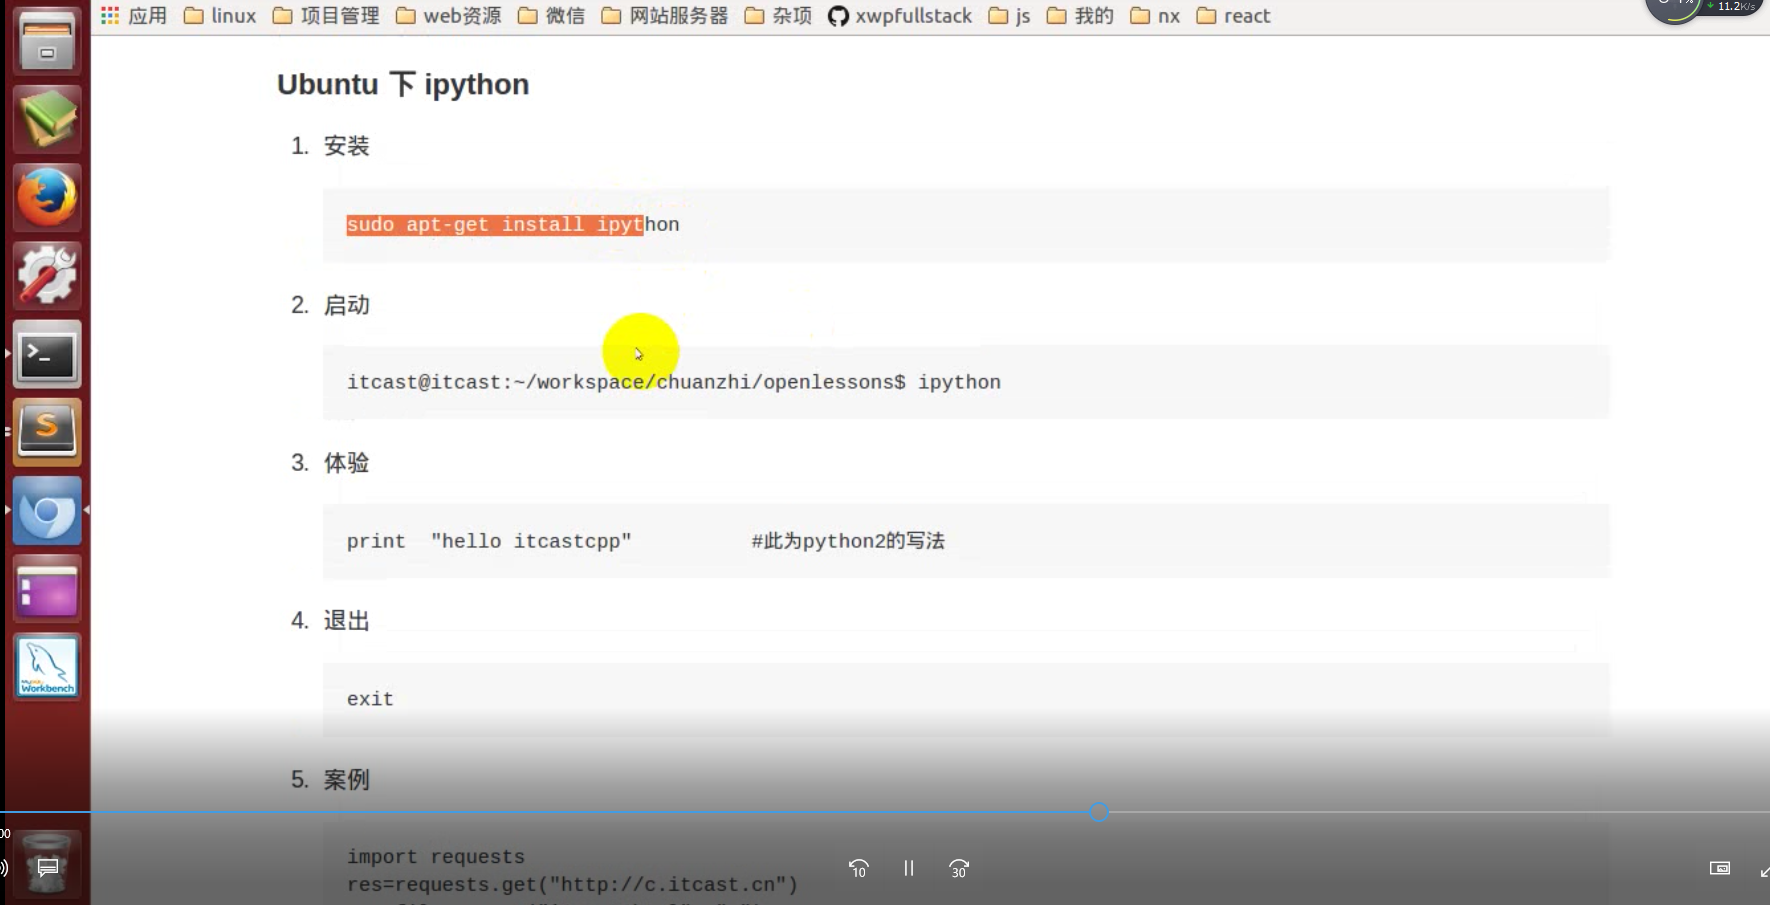 应用 linux 项目管理 web资源 微信 网站服务器 杂项 xwpfullstack js 我的 nx react
11.2K/s
Ubuntu 下 ipython
1. 安装
sudo apt-get install ipython
2. 启动
itcast@itcast:~/workspace/chuanzhi/openlessons$ ipython
3. 体验
print "hello itcastcpp" #此为python2的写法
4. 退出
exit
5. 案例
import requests
res=requests.get("http://c.itcast.cn")
MySQL
Workbench
00
10
30